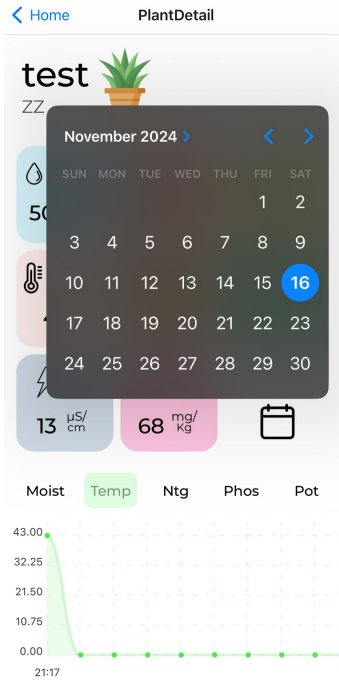 Home PlantDetail
test
ZZ
November 2024
SUN MON TUE WED THU FRI SAT
1 2
3 4 5 6 7 8 9
10 11 12 13 14 15 16
17 18 19 20 21 22 23
24 25 26 27 28 29 30
13 µS/cm 68 mg/Kg
Moist Temp Ntg Phos Pot
43.00
32.25
21.50
10.75
0.00
21:17